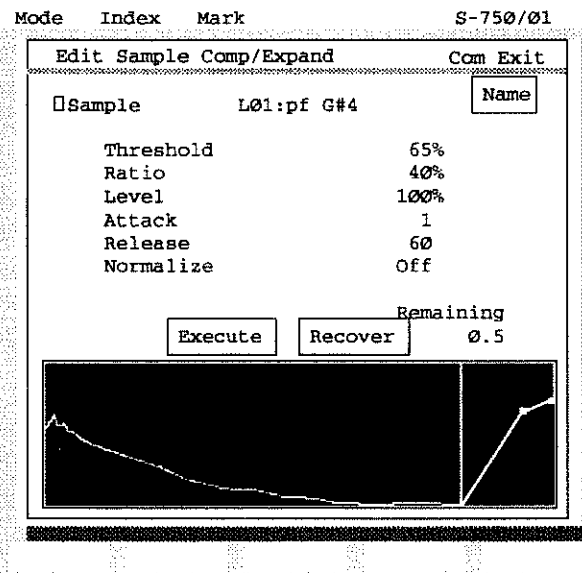 Mode Index Mark S-750/01
Edit Sample Comp/Expand Com Exit
Sample L01:pf G#4 Name
Threshold 65%
Ratio 40%
Level 100%
Attack 1
Release 60
Normalize Off
Remaining
Execute Recover 0.5